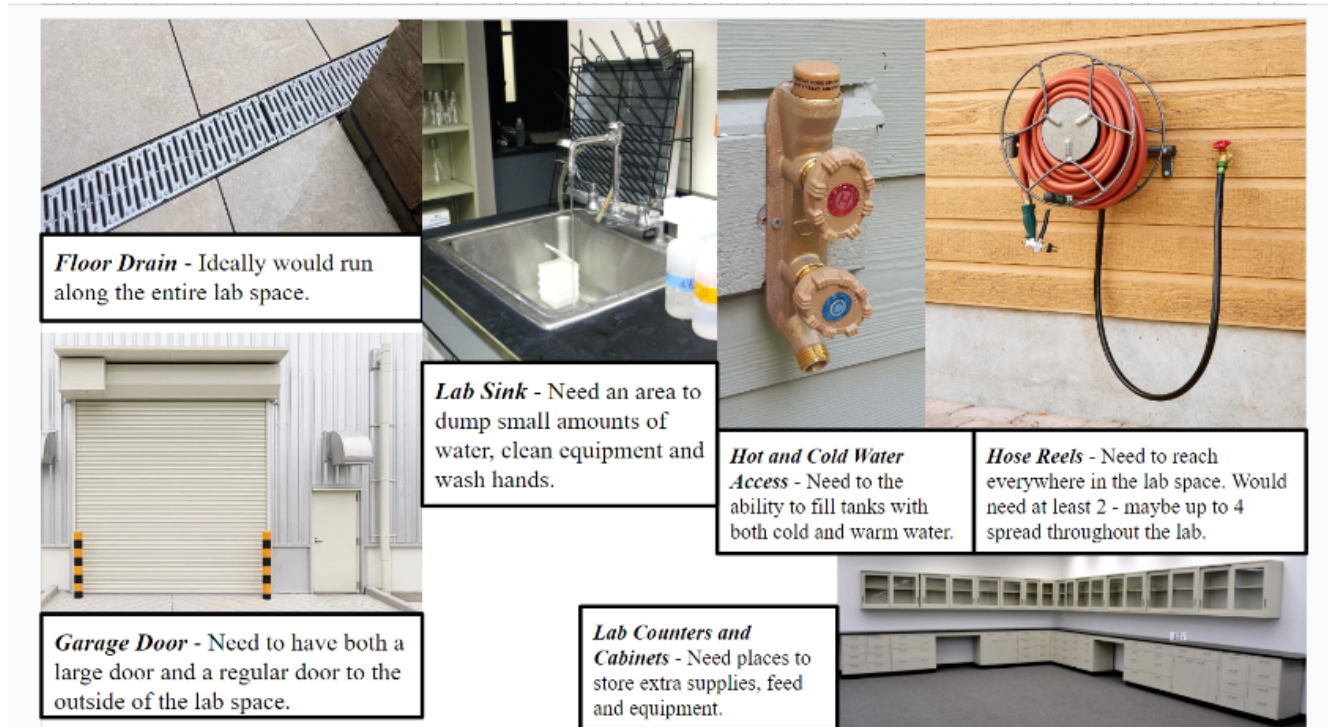 Floor Drain - Ideally would run
along the entire lab space.
Lab Sink - Need an area to
dump small amounts of
water, clean equipment and
wash hands.
Hot and Cold Water
Access - Need to the
ability to fill tanks with
both cold and warm water.
Hose Reels - Need to reach
everywhere in the lab space. Would
need at least 2 - maybe up to 4
spread throughout the lab.
Garage Door - Need to have both a
large door and a regular door to the
outside of the lab space.
Lab Counters and
Cabinets - Need places to
store extra supplies, feed
and equipment.
H